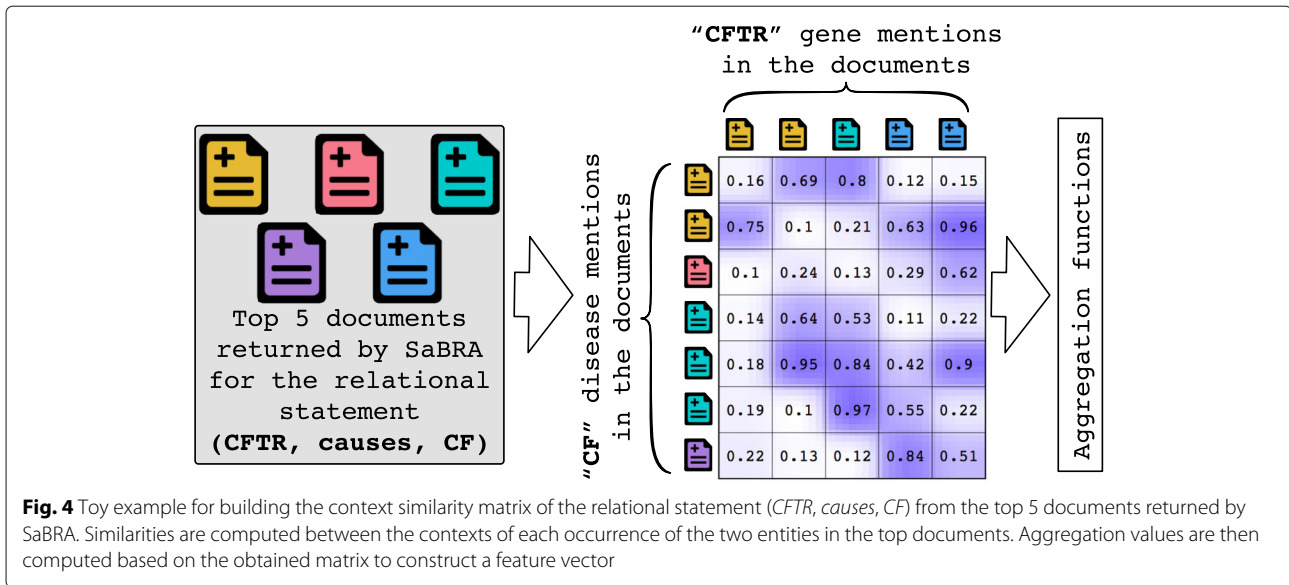 "CFTR" gene mentions
in the documents
Top 5 documents
returned by SaBRA
for the relational
statement
(CFTR, causes, CF)
"CF" disease mentions
in the documents
0.16 0.69 0.8 0.12 0.15
0.75 0.1 0.21 0.63 0.96
0.1 0.24 0.13 0.29 0.62
0.14 0.64 0.53 0.11 0.22
0.18 0.95 0.84 0.42 0.9
0.19 0.1 0.97 0.55 0.22
0.22 0.13 0.12 0.84 0.51
Aggregation functions
Fig. 4 Toy example for building the context similarity matrix of the relational statement (CFTR, causes, CF) from the top 5 documents returned by
SaBRA. Similarities are computed between the contexts of each occurrence of the two entities in the top documents. Aggregation values are then
computed based on the obtained matrix to construct a feature vector